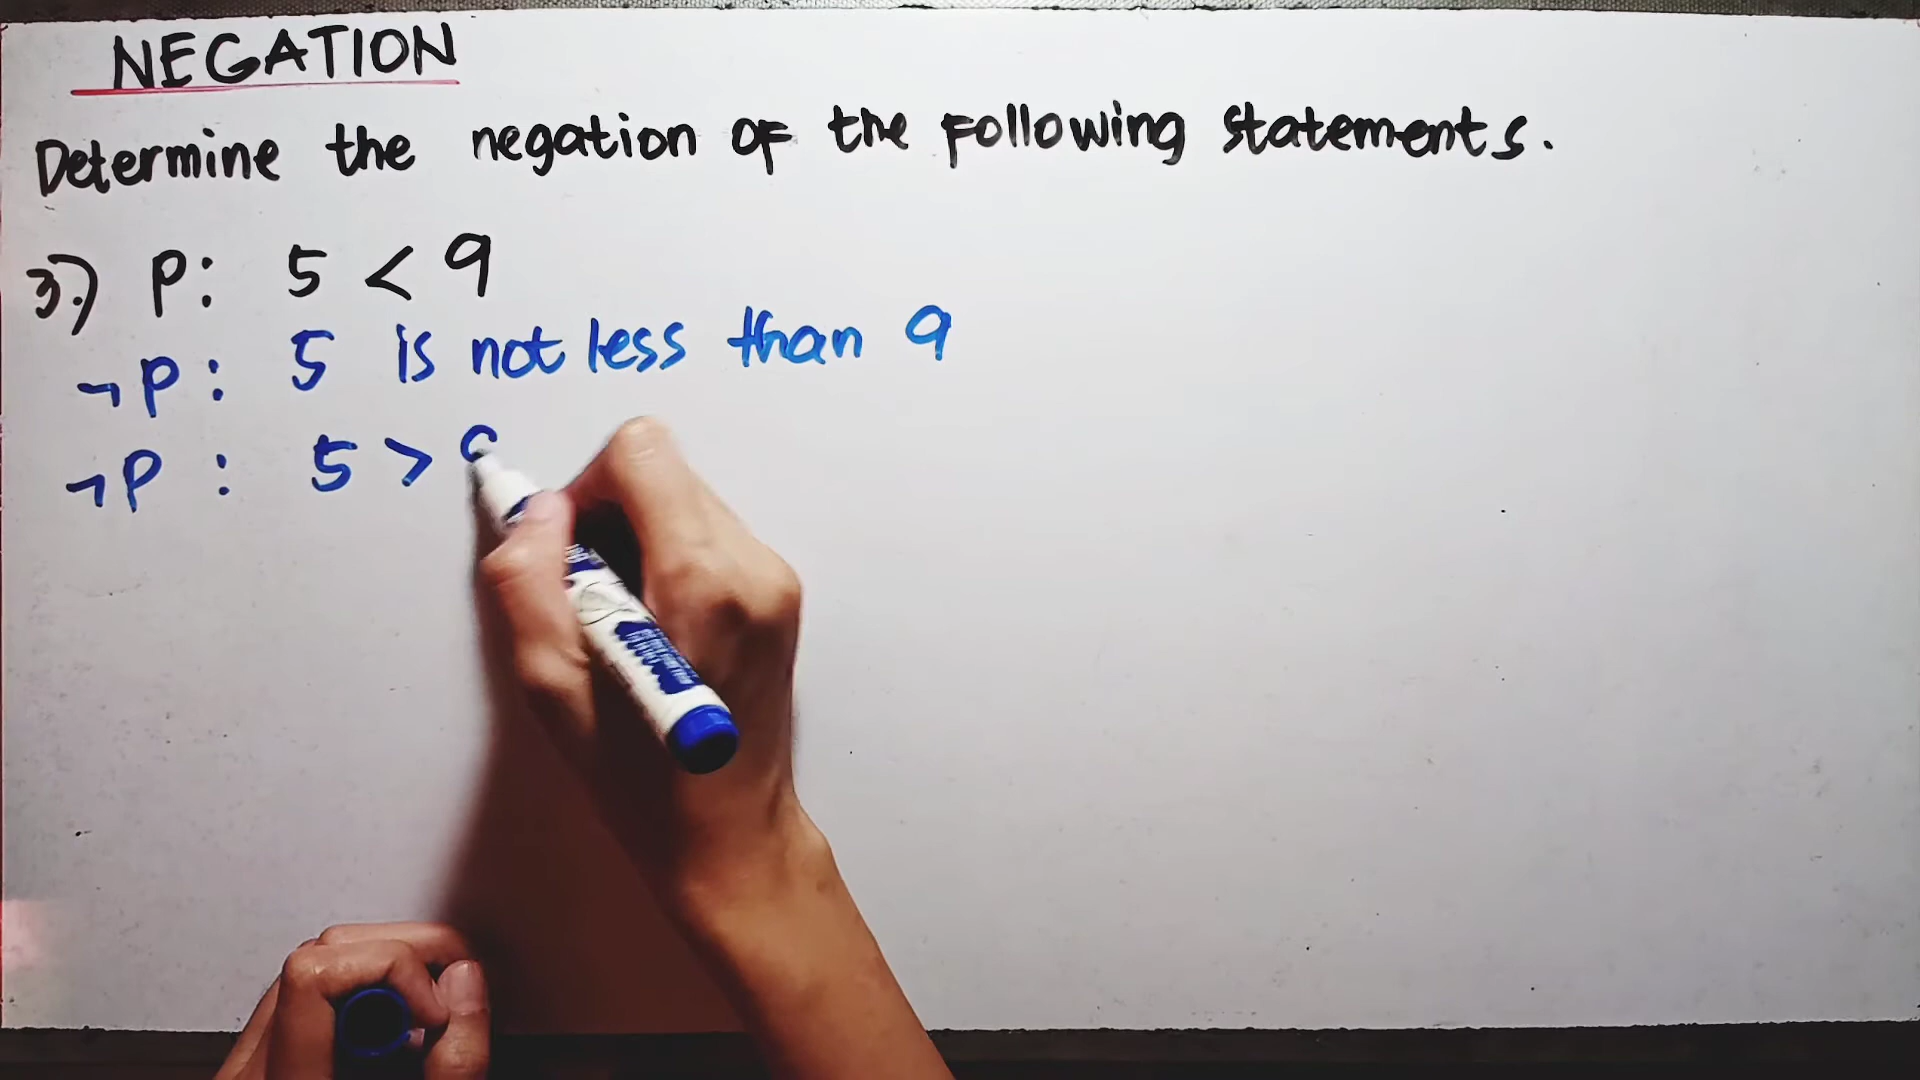 NEGATION
Determine the negation of the following statements.
3.) P: 5 < 9
¬P: 5 is not less than 9
¬P : 5 >